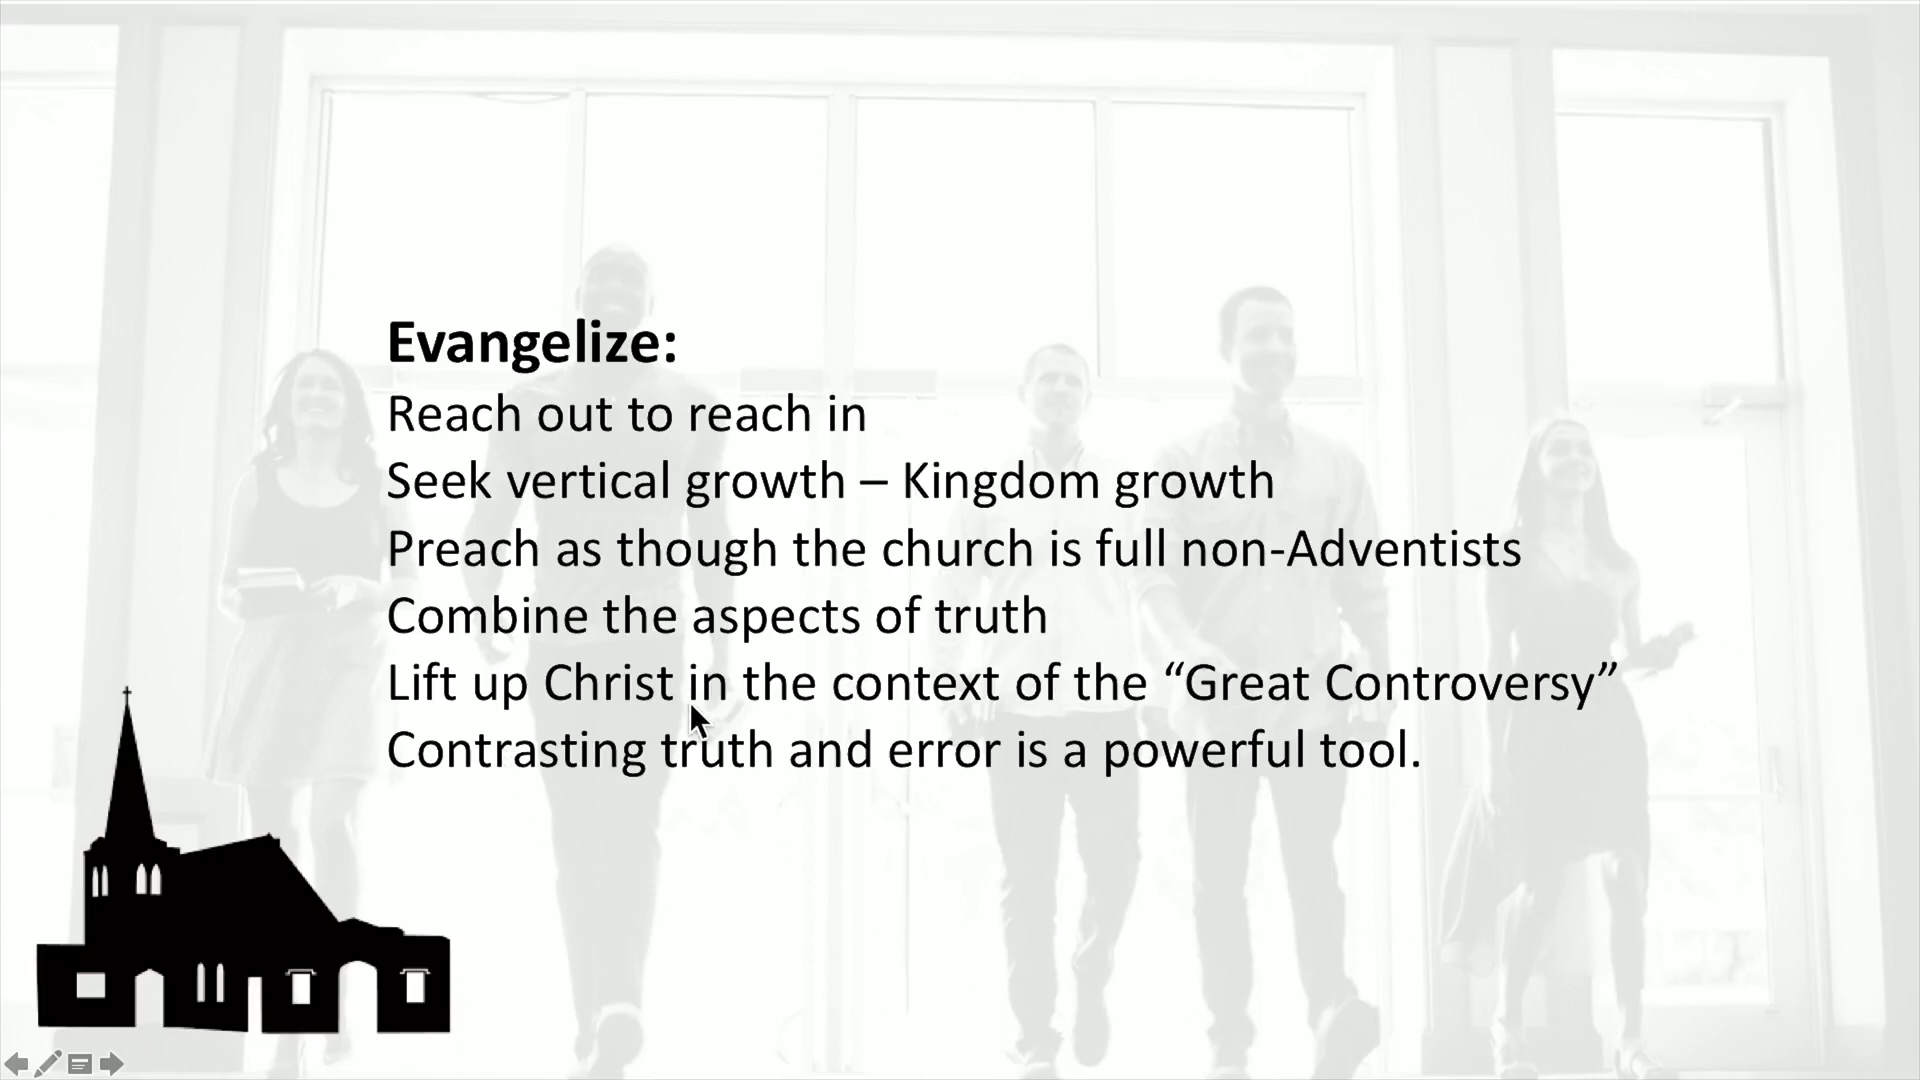 Evangelize:
Reach out to reach in
Seek vertical growth – Kingdom growth
Preach as though the church is full non-Adventists
Combine the aspects of truth
Lift up Christ in the context of the “Great Controversy”
Contrasting truth and error is a powerful tool.